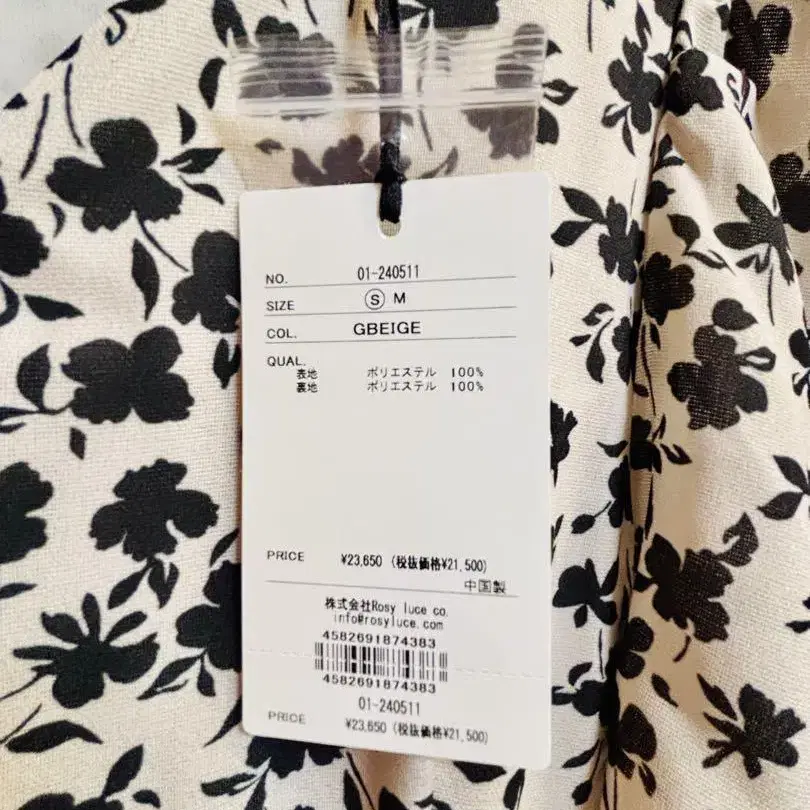 NO. 01-240511
SIZE Ⓢ M
COL. GBEIGE
QUAL.
表地 ポリエステル 100%
裏地 ポリエステル 100%
PRICE ¥23,650 (税抜価格¥21,500)
中国製
株式会社Rosy luce co.
info@rosyluce.com
4582691874383
4582691874383
01-240511
PRICE ¥23,650 (税抜価格¥21,500)